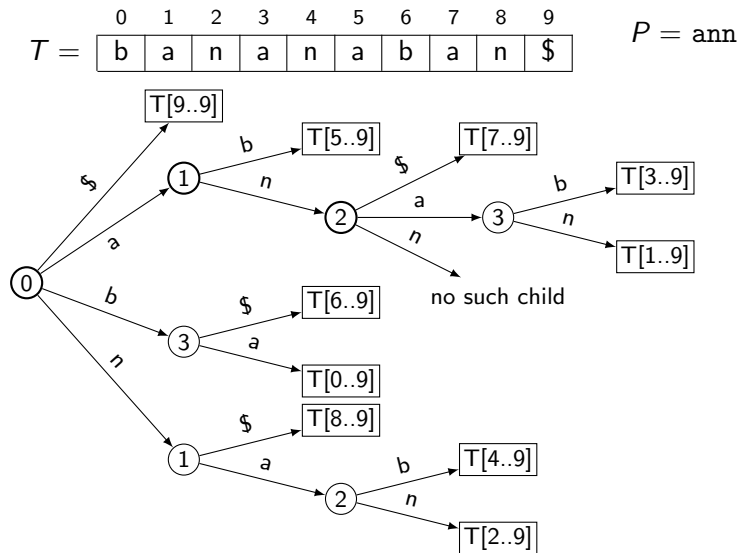 0 1 2 3 4 5 6 7 8 9
T = b a n a n a b a n $
P = ann
T[9..9]
$
1
b
T[5..9]
n
$
T[7..9]
2
a
3
b
T[3..9]
n
T[1..9]
n
no such child
a
0
b
3
$
T[6..9]
a
T[0..9]
n
1
$
T[8..9]
a
2
b
T[4..9]
n
T[2..9]